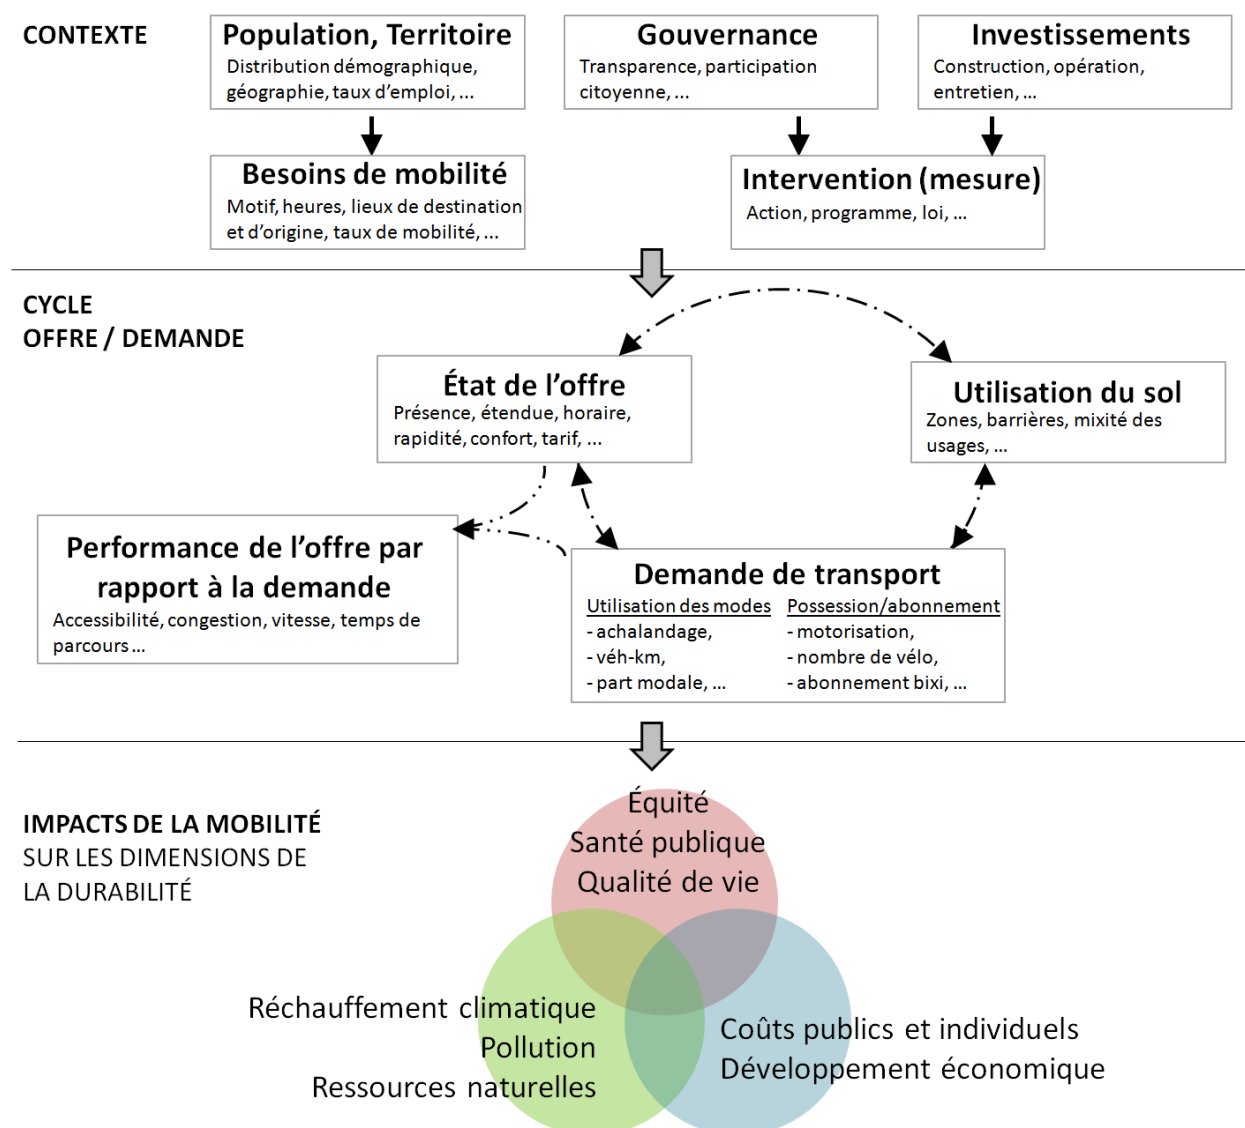 CONTEXTE
Population, Territoire
Distribution démographique,
géographie, taux d’emploi, ...
Gouvernance
Transparence, participation
citoyenne, ...
Investissements
Construction, opération,
entretien, ...
Besoins de mobilité
Motif, heures, lieux de destination
et d’origine, taux de mobilité, ...
Intervention (mesure)
Action, programme, loi, ...
CYCLE
OFFRE / DEMANDE
État de l’offre
Présence, étendue, horaire,
rapidité, confort, tarif, ...
Utilisation du sol
Zones, barrières, mixité des
usages, ...
Performance de l’offre par
rapport à la demande
Accessibilité, congestion, vitesse, temps de
parcours ...
Demande de transport
Utilisation des modes
- achalandage,
- véh-km,
- part modale, ...
Possession/abonnement
- motorisation,
- nombre de vélo,
- abonnement bixi, ...
IMPACTS DE LA MOBILITÉ
SUR LES DIMENSIONS DE
LA DURABILITÉ
Équité
Santé publique
Qualité de vie
Réchauffement climatique
Pollution
Ressources naturelles
Coûts publics et individuels
Développement économique